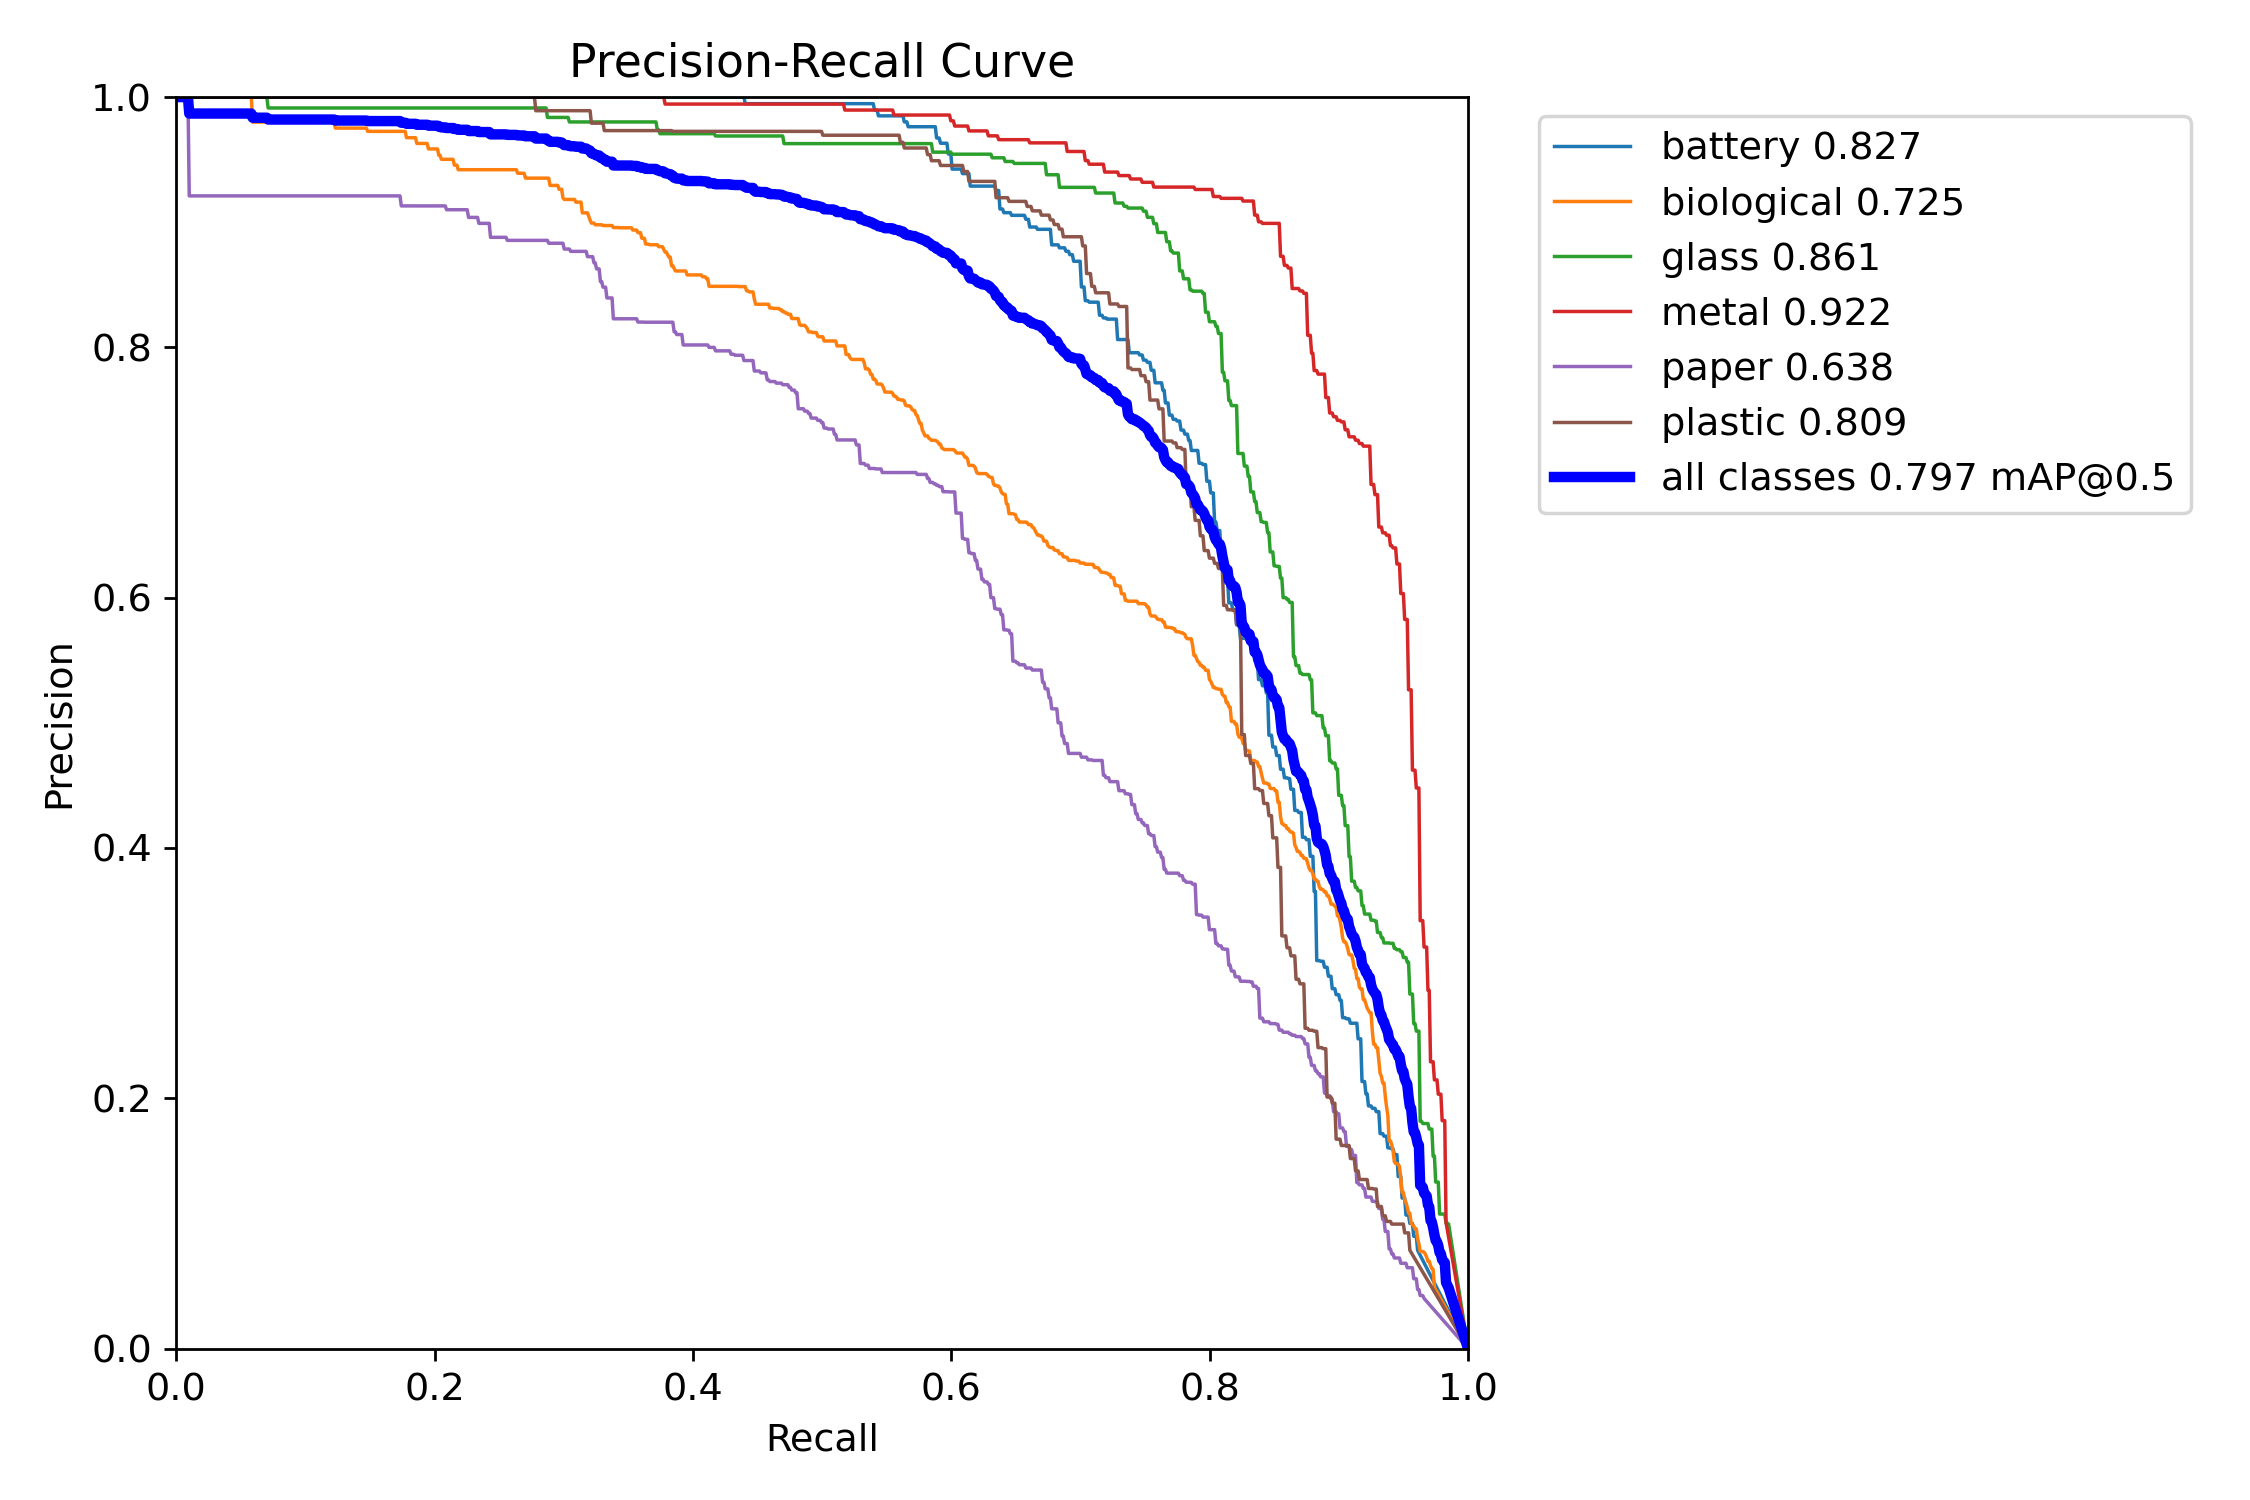 Precision-Recall Curve
1.0
0.8
0.6
0.4
0.2
0.0
Precision
0.0 0.2 0.4 0.6 0.8 1.0
Recall
battery 0.827
biological 0.725
glass 0.861
metal 0.922
paper 0.638
plastic 0.809
all classes 0.797 mAP@0.5